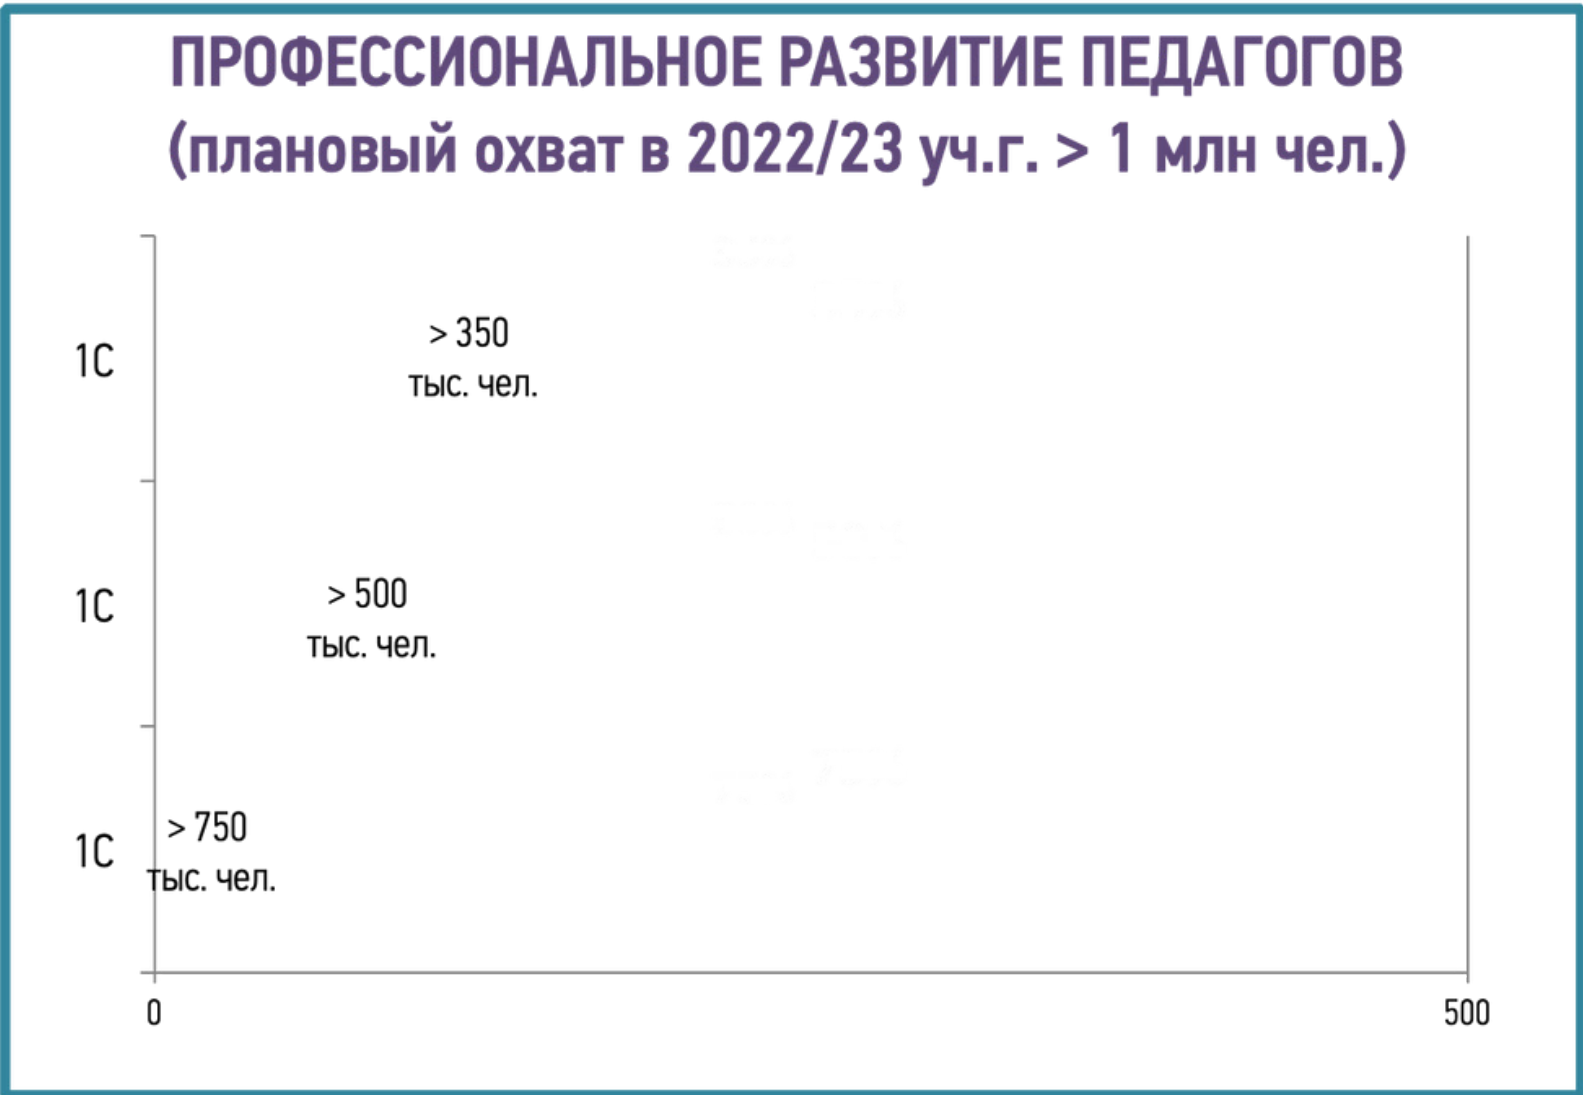 ПРОФЕССИОНАЛЬНОЕ РАЗВИТИЕ ПЕДАГОГОВ
(плановый охват в 2022/23 уч.г. > 1 млн чел.)
1С
> 350
тыс. чел.
1С
> 500
тыс. чел.
1С
> 750
тыс. чел.
0
500